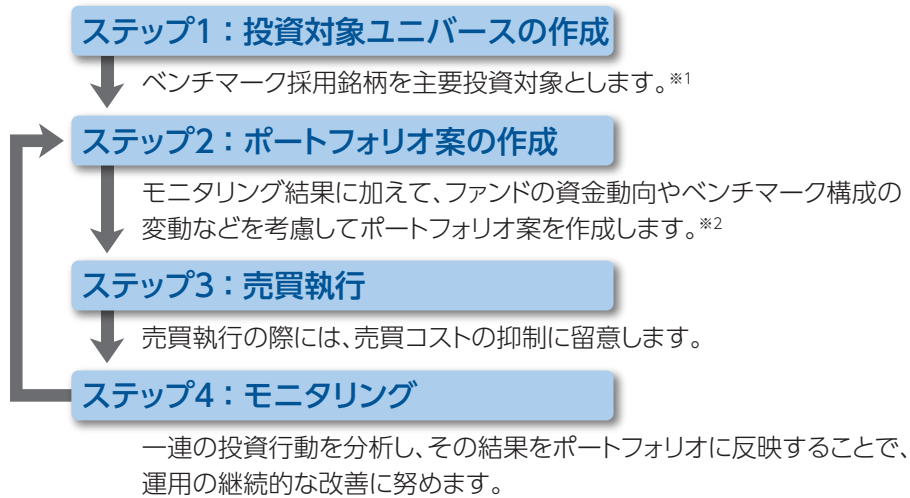 ステップ1：投資対象ユニバースの作成
ベンチマーク採用銘柄を主要投資対象とします。※1
ステップ2：ポートフォリオ案の作成
モニタリング結果に加えて、ファンドの資金動向やベンチマーク構成の
変動などを考慮してポートフォリオ案を作成します。※2
ステップ3：売買執行
売買執行の際には、売買コストの抑制に留意します。
ステップ4：モニタリング
一連の投資行動を分析し、その結果をポートフォリオに反映することで、
運用の継続的な改善に努めます。